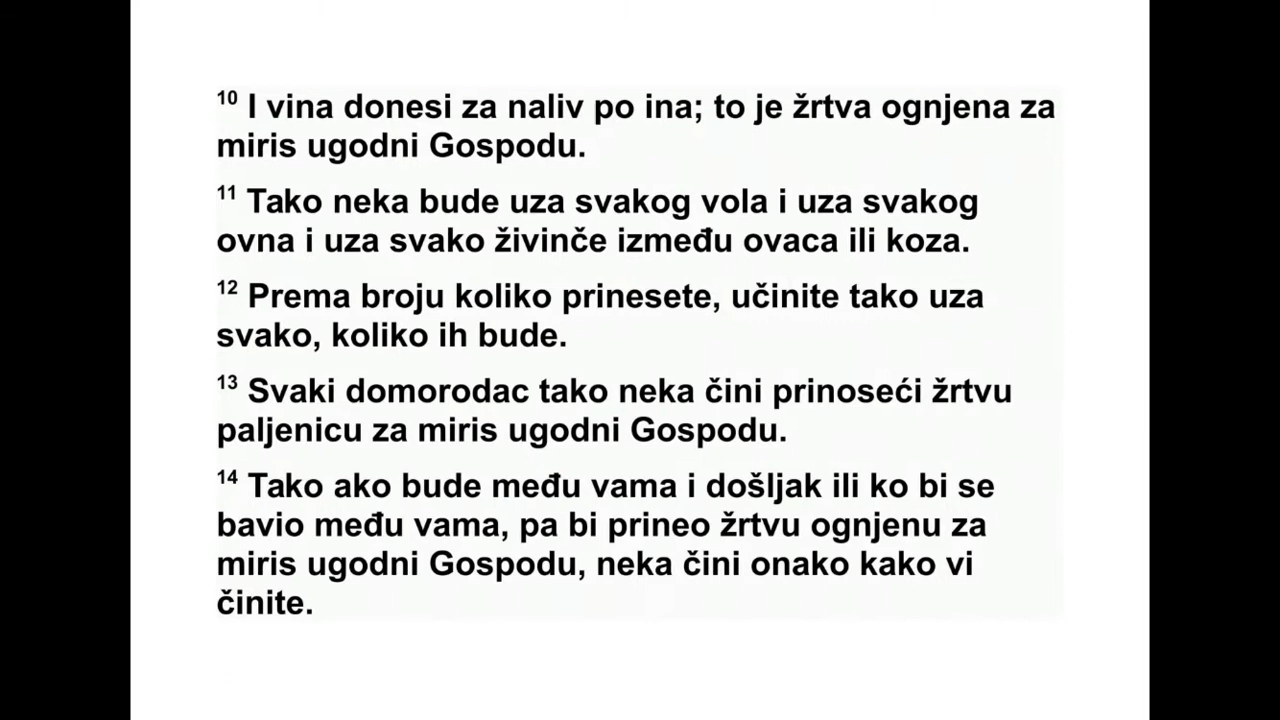 10 I vina donesi za naliv po ina; to je žrtva ognjena za
miris ugodni Gospodu.
11 Tako neka bude uza svakog vola i uza svakog
ovna i uza svako živinče između ovaca ili koza.
12 Prema broju koliko prinesete, učinite tako uza
svako, koliko ih bude.
13 Svaki domorodac tako neka čini prinoseći žrtvu
paljenicu za miris ugodni Gospodu.
14 Tako ako bude među vama i došljak ili ko bi se
bavio među vama, pa bi prineo žrtvu ognjenu za
miris ugodni Gospodu, neka čini onako kako vi
činite.